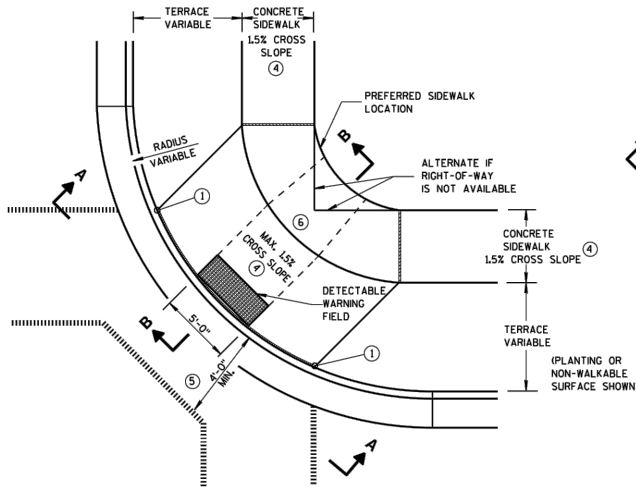 TERRACE
VARIABLE
CONCRETE
SIDEWALK
1.5% CROSS
SLOPE
4
PREFERRED SIDEWALK
LOCATION
B
RADIUS
VARIABLE
ALTERNATE IF
RIGHT-OF-WAY
IS NOT AVAILABLE
A
1
6
MAX. 1.5%
CROSS SLOPE
4
CONCRETE
SIDEWALK 4
1.5% CROSS SLOPE
DETECTABLE
WARNING
FIELD
B
5'-0"
4'-0"
MIN.
5
1
TERRACE
VARIABLE
(PLANTING OR
NON-WALKABLE
SURFACE SHOWN
A